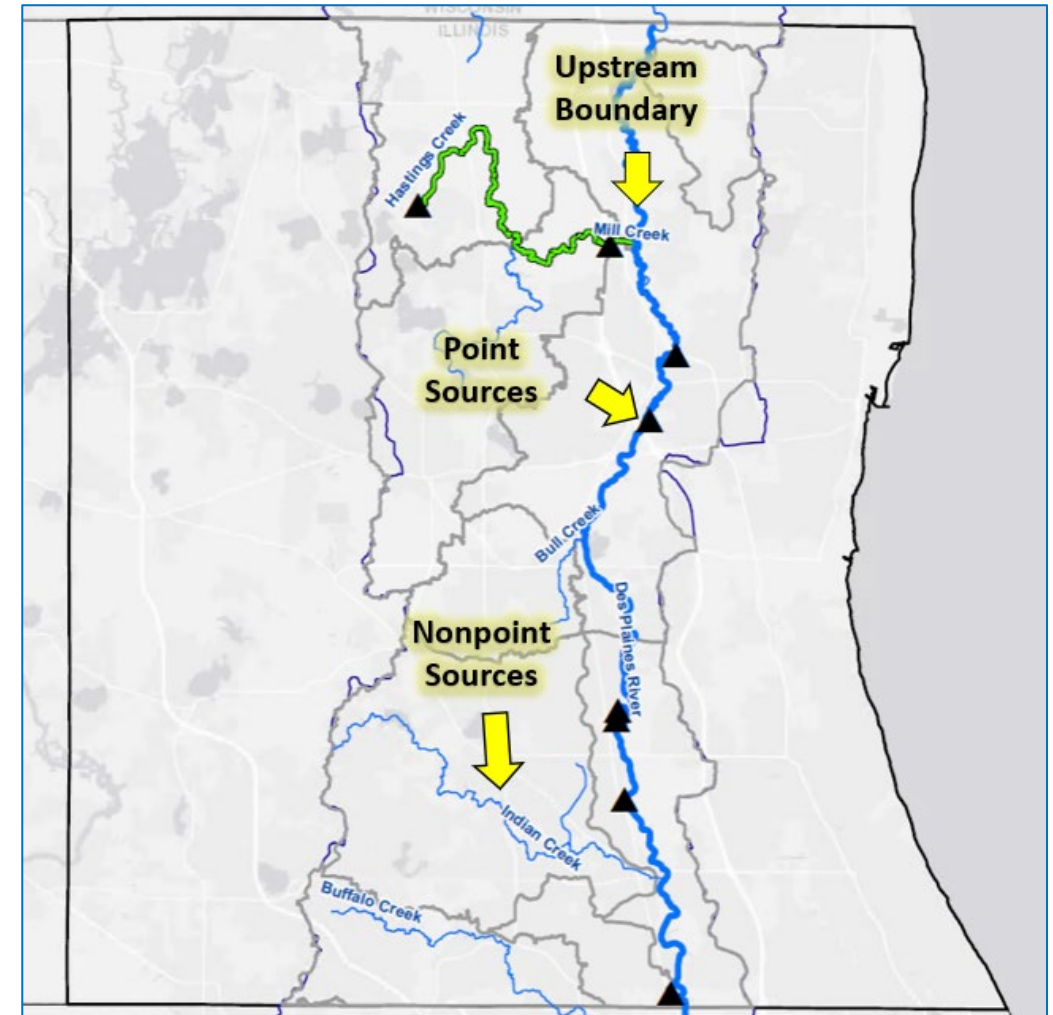 WISCONSIN
ILLINOIS
Upstream
Boundary
Hastings Creek
Mill Creek
Point
Sources
Bull Creek
Des Plaines River
Nonpoint
Sources
Indian Creek
Buffalo Creek